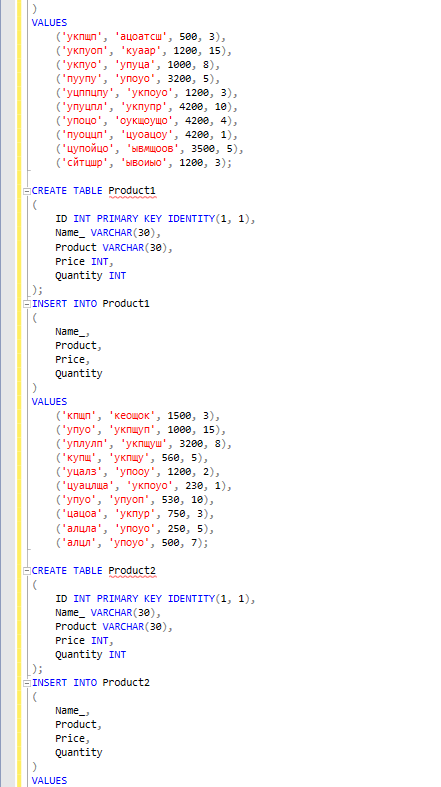 )
VALUES
('укпщп', 'ацоатсш', 500, 3),
('укпуоп', 'куаар', 1200, 15),
('укпуо', 'упуца', 1000, 8),
('пуупу', 'упоуо', 3200, 5),
('уцппцпу', 'укпоуо', 1200, 3),
('упуцпл', 'укпупр', 4200, 10),
('упоцо', 'оукщоущо', 4200, 4),
('пуоццп', 'цуоацоу', 4200, 1),
('цупойцо', 'ывмщоов', 3500, 5),
('сйтцшр', 'ывоиыо', 1200, 3);
CREATE TABLE Product1
(
ID INT PRIMARY KEY IDENTITY(1, 1),
Name_ VARCHAR(30),
Product VARCHAR(30),
Price INT,
Quantity INT
);
INSERT INTO Product1
(
Name_,
Product,
Price,
Quantity
)
VALUES
('кпщп', 'кеощок', 1500, 3),
('упуо', 'укпщуп', 1000, 15),
('уплулп', 'укпщуш', 3200, 8),
('купщ', 'укпщу', 560, 5),
('уцалз', 'упооу', 1200, 2),
('цуацлща', 'укпоуо', 230, 1),
('упуо', 'упуоп', 530, 10),
('цацоа', 'укпур', 750, 3),
('алцла', 'упоуо', 250, 5),
('алцл', 'упоуо', 500, 7);
CREATE TABLE Product2
(
ID INT PRIMARY KEY IDENTITY(1, 1),
Name_ VARCHAR(30),
Product VARCHAR(30),
Price INT,
Quantity INT
);
INSERT INTO Product2
(
Name_,
Product,
Price,
Quantity
)
VALUES